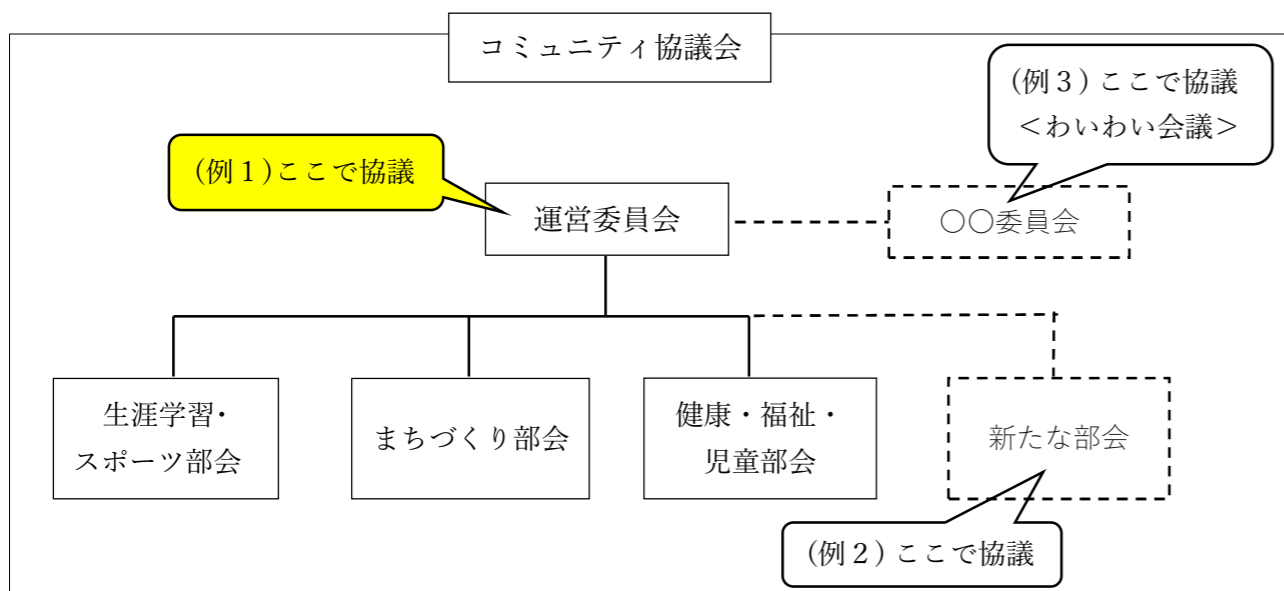 コミュニティ協議会
(例３)ここで協議
＜わいわい会議＞
(例１)ここで協議
運営委員会
〇〇委員会
生涯学習・
スポーツ部会
まちづくり部会
健康・福祉・
児童部会
新たな部会
(例２)ここで協議